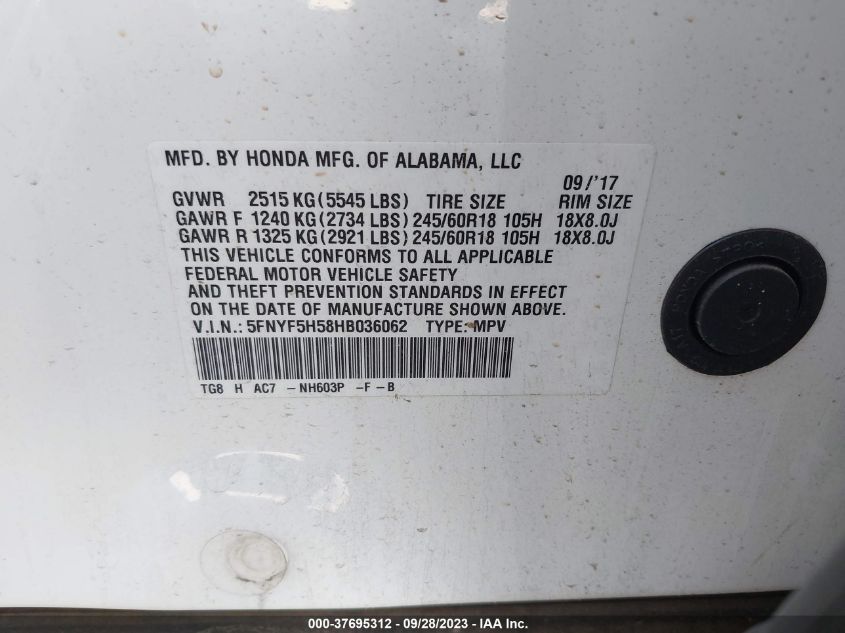 MFD. BY HONDA MFG. OF ALABAMA, LLC
09/'17
GVWR 2515 KG (5545 LBS) TIRE SIZE RIM SIZE
GAWR F 1240 KG (2734 LBS) 245/60R18 105H 18X8.0J
GAWR R 1325 KG (2921 LBS) 245/60R18 105H 18X8.0J
THIS VEHICLE CONFORMS TO ALL APPLICABLE
FEDERAL MOTOR VEHICLE SAFETY
AND THEFT PREVENTION STANDARDS IN EFFECT
ON THE DATE OF MANUFACTURE SHOWN ABOVE.
V.I.N.: 5FNYF5H58HB036062 TYPE: MPV
TG8 H AC7 -NH603P -F-B
HONDA
000-37695312 - 09/28/2023 - IAA Inc.